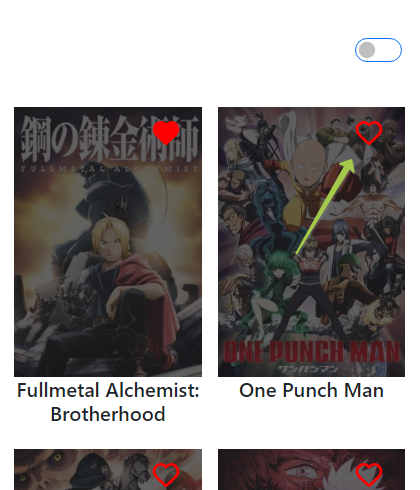 鋼の錬金術師
FULLMETAL ALCHEMIST
ONE PUNCH MAN
ワンパンマン
Fullmetal Alchemist:
Brotherhood
One Punch Man